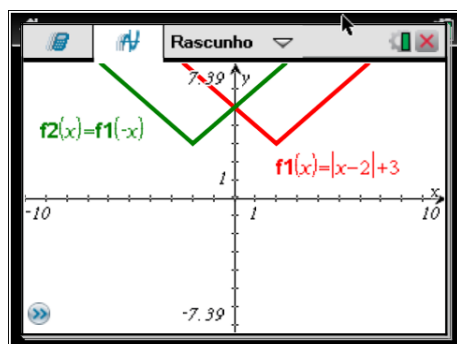 Rascunho
7.39 y
f2(x)=f1(-x)
f1(x)=|x-2|+3
1
x
-10 1 10
-7.39